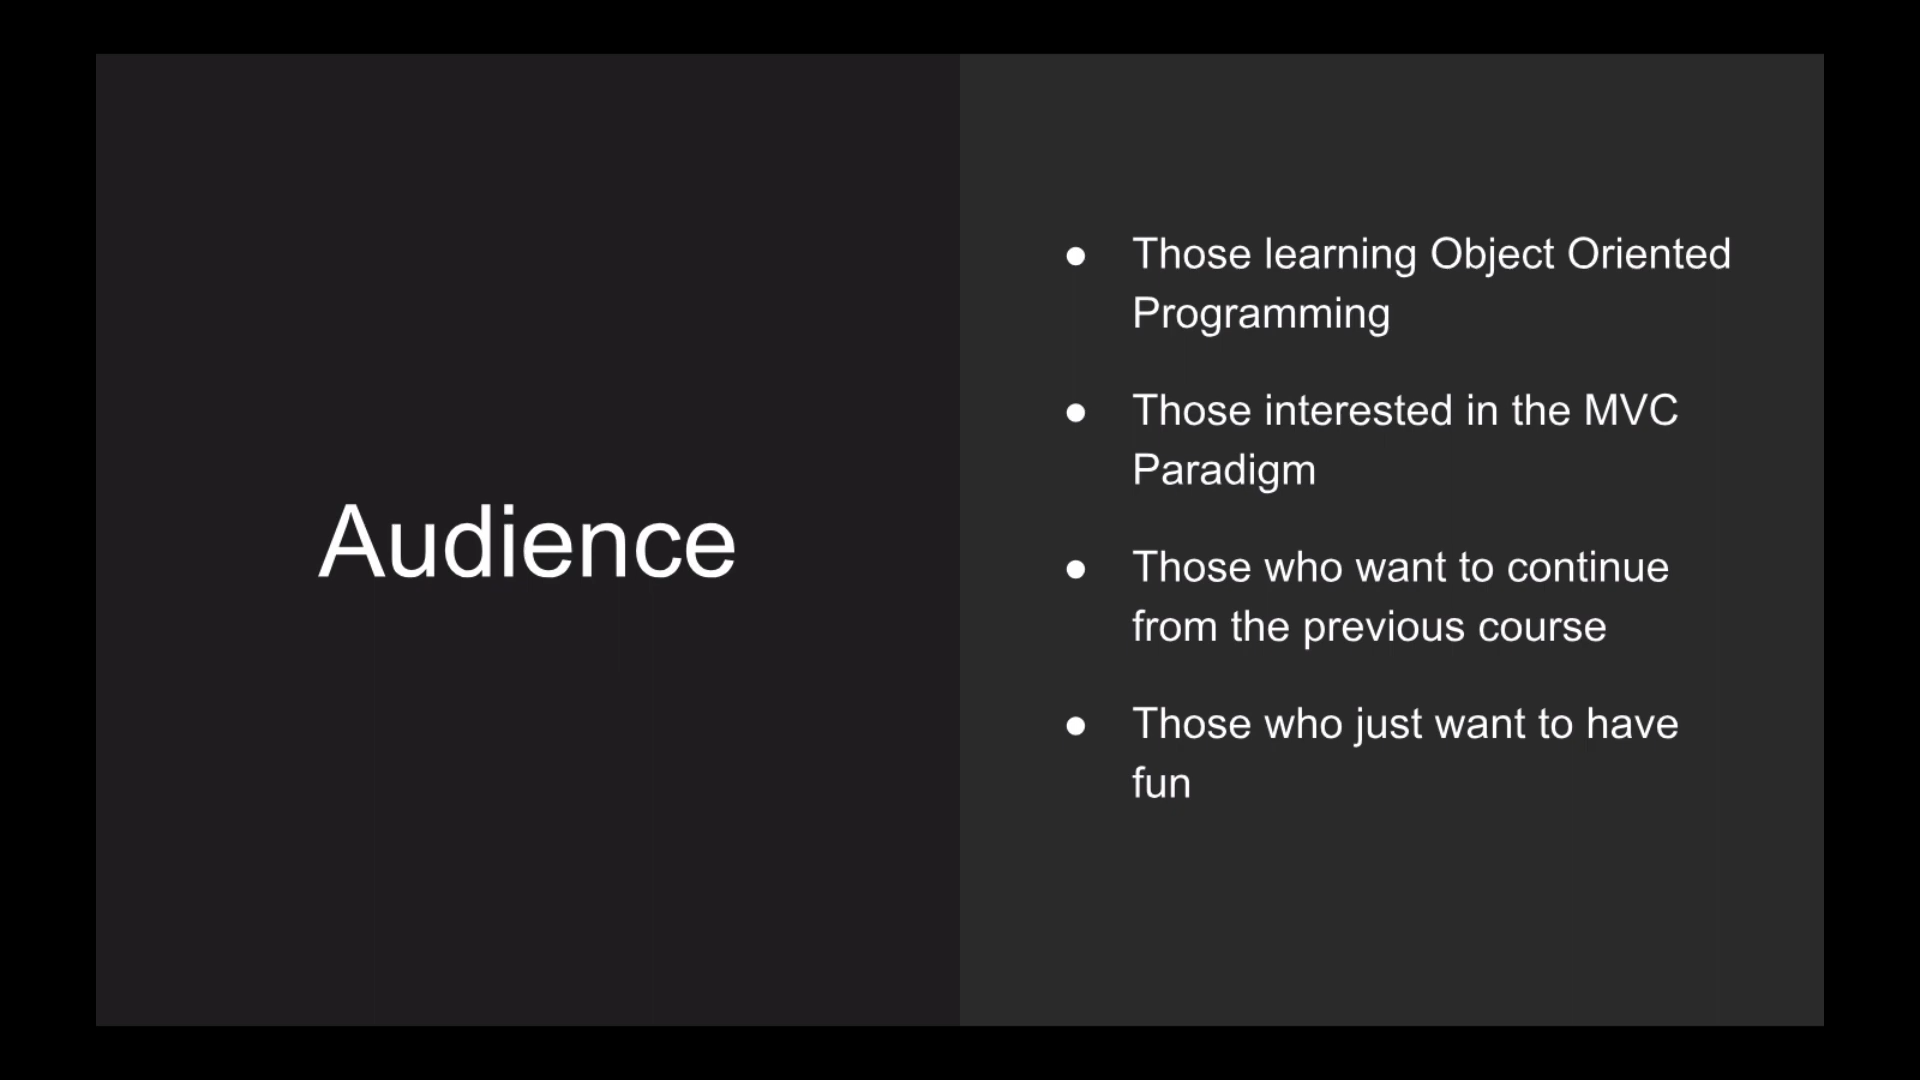 Audience
● Those learning Object Oriented
Programming
● Those interested in the MVC
Paradigm
● Those who want to continue
from the previous course
● Those who just want to have
fun